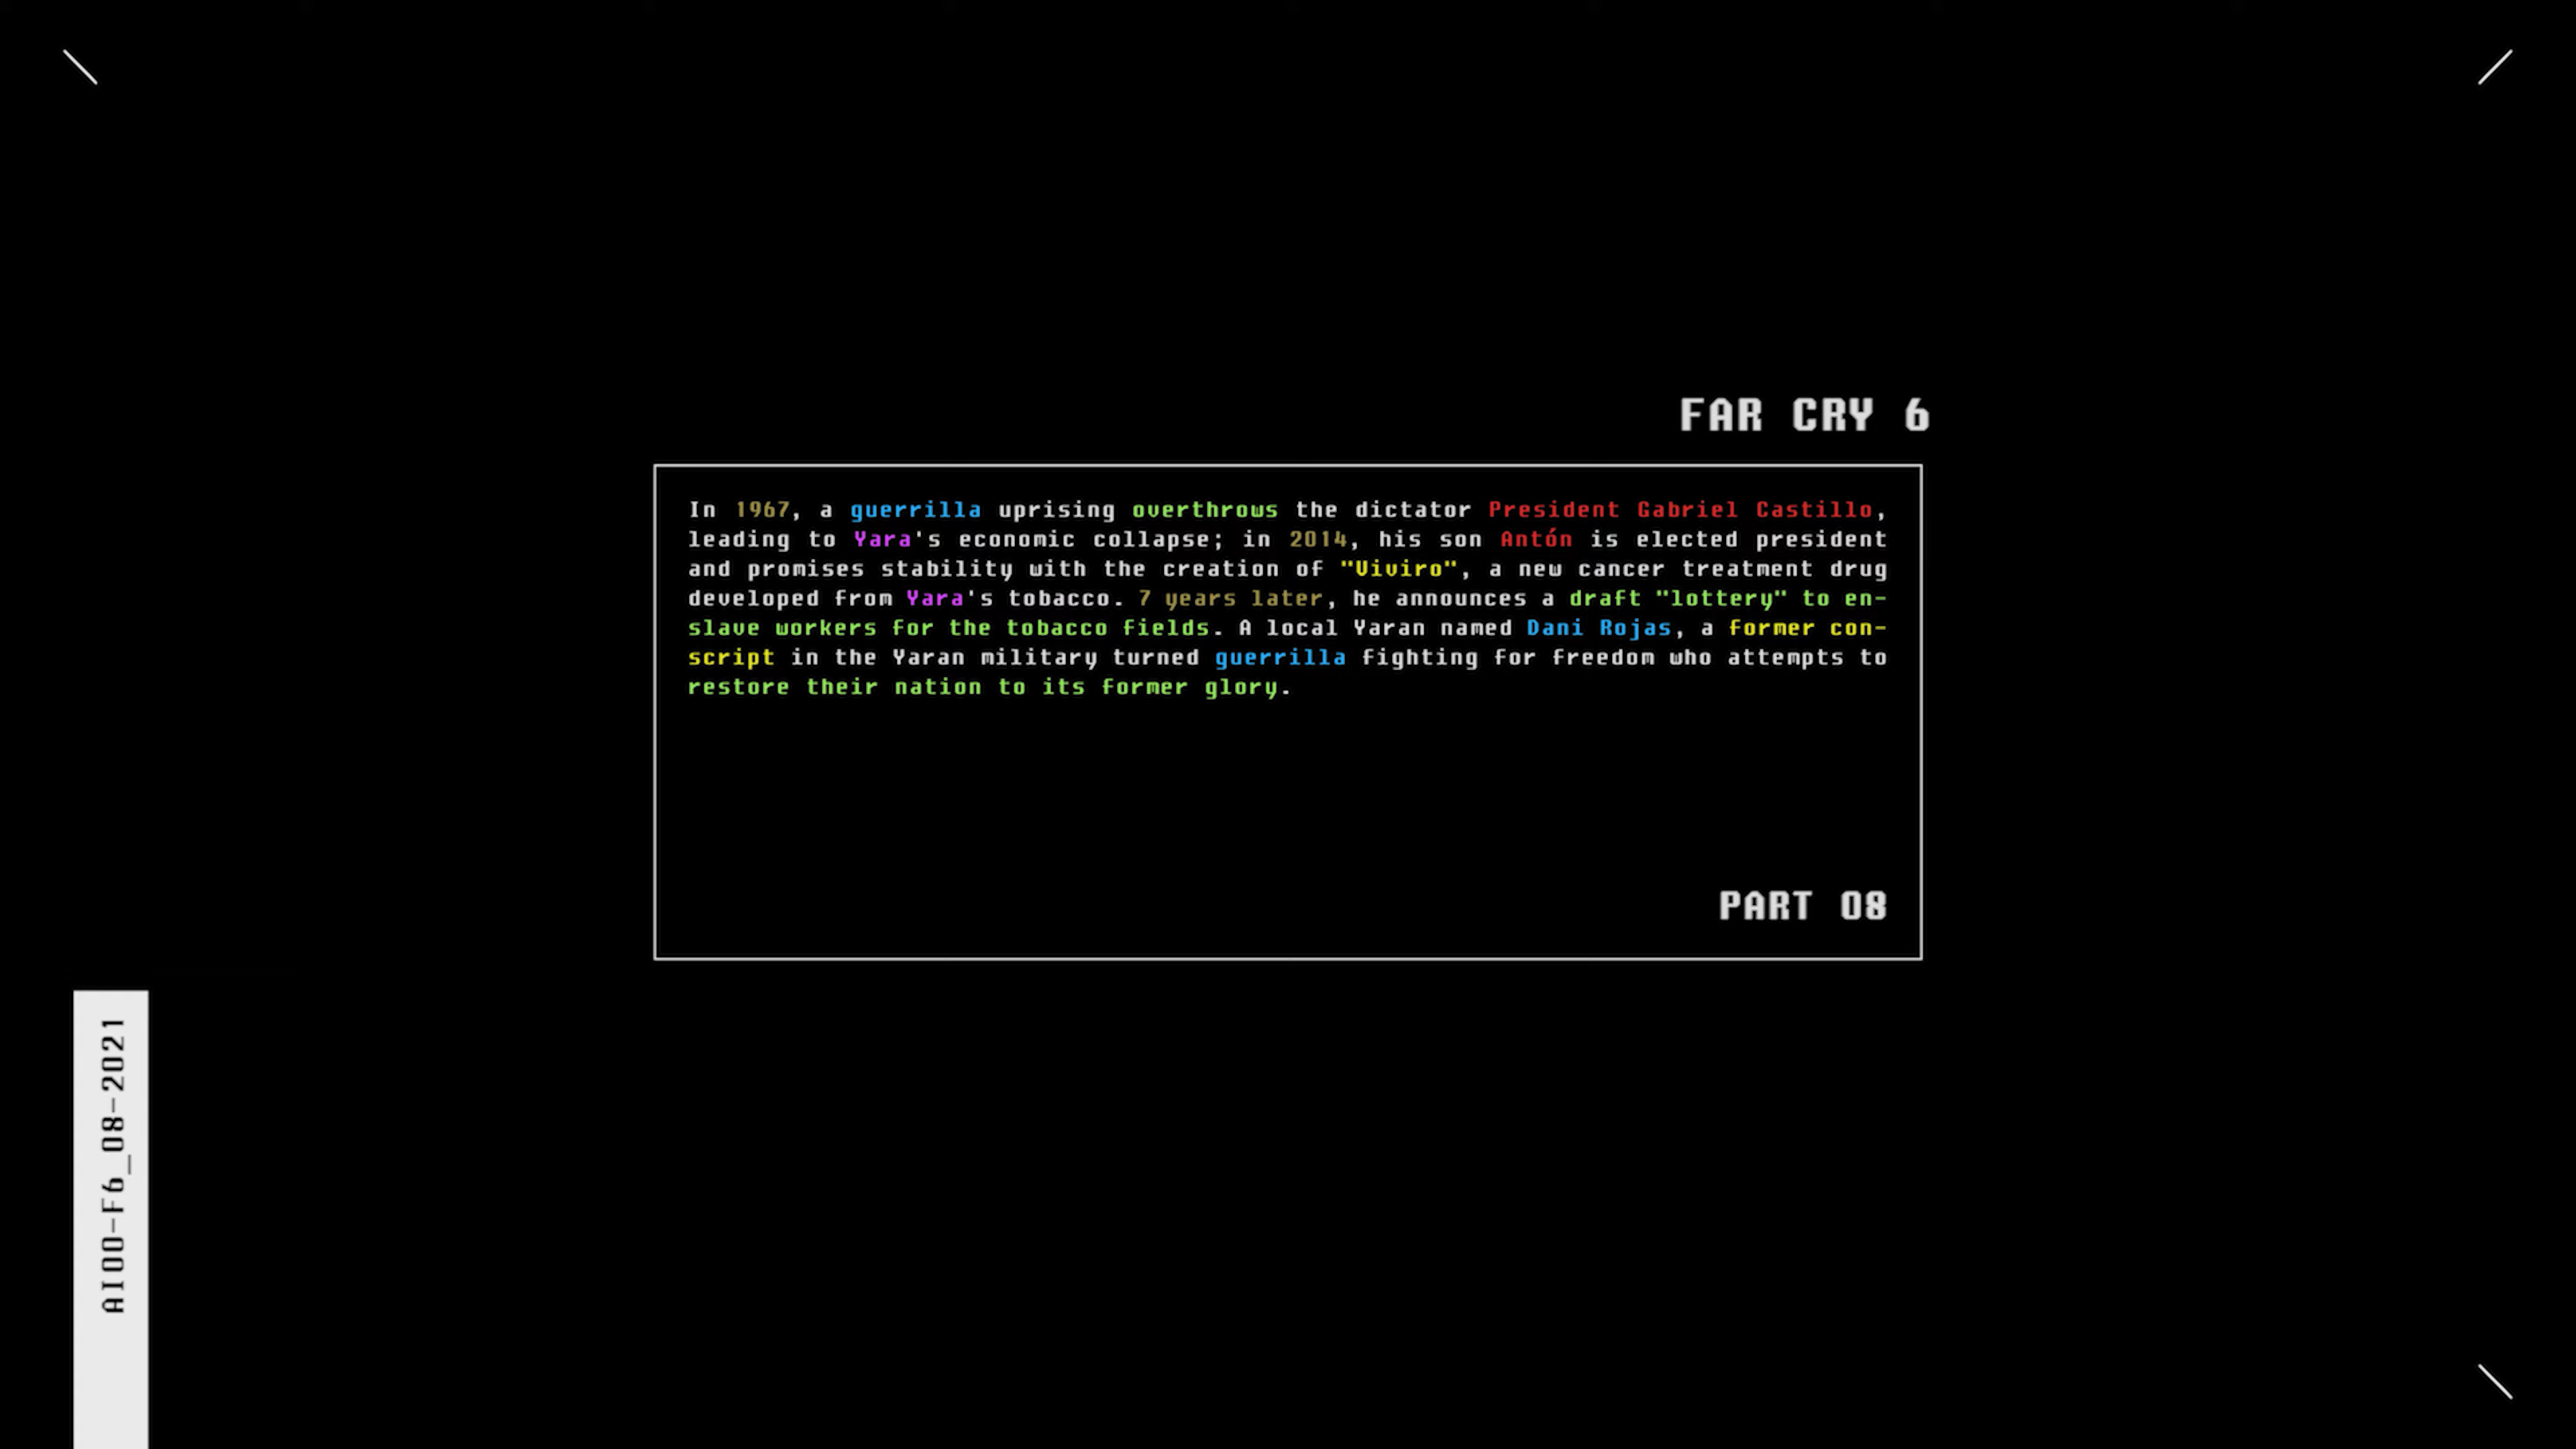 FAR CRY 6
In 1967, a guerrilla uprising overthrows the dictator President Gabriel Castillo,
leading to Yara's economic collapse; in 2014, his son Antón is elected president
and promises stability with the creation of "Viviro", a new cancer treatment drug
developed from Yara's tobacco. 7 years later, he announces a draft "lottery" to en-
slave workers for the tobacco fields. A local Yaran named Dani Rojas, a former con-
script in the Yaran military turned guerrilla fighting for freedom who attempts to
restore their nation to its former glory.
PART 08
AI00-F6_08-2021